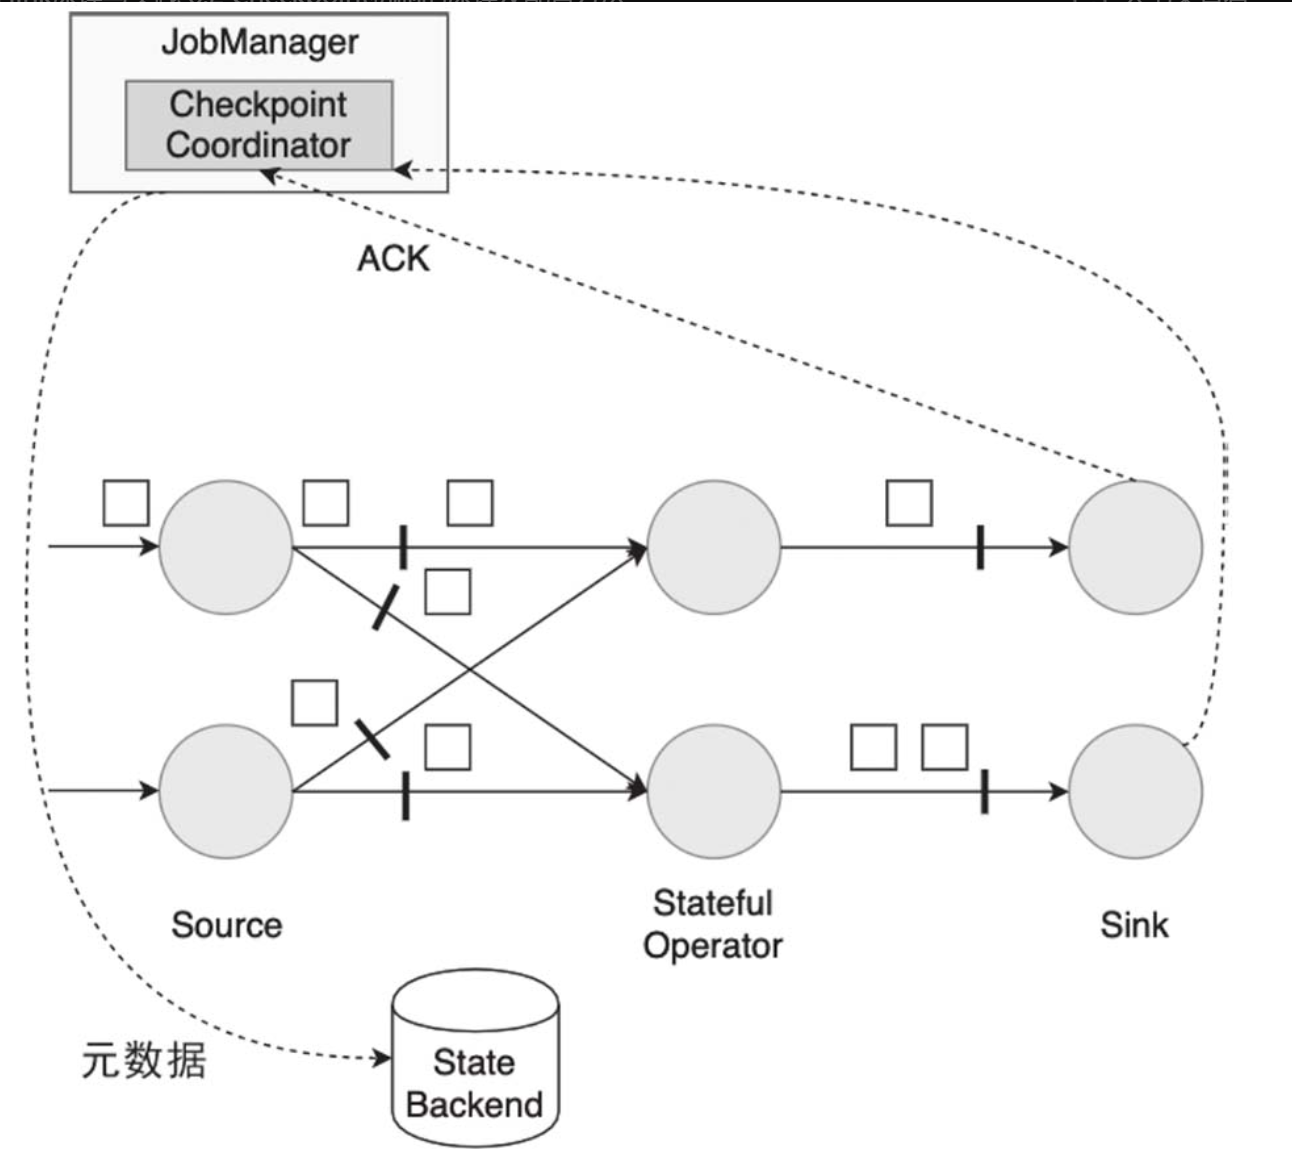 JobManager
Checkpoint
Coordinator
ACK
Source
Stateful
Operator
Sink
元数据
State
Backend